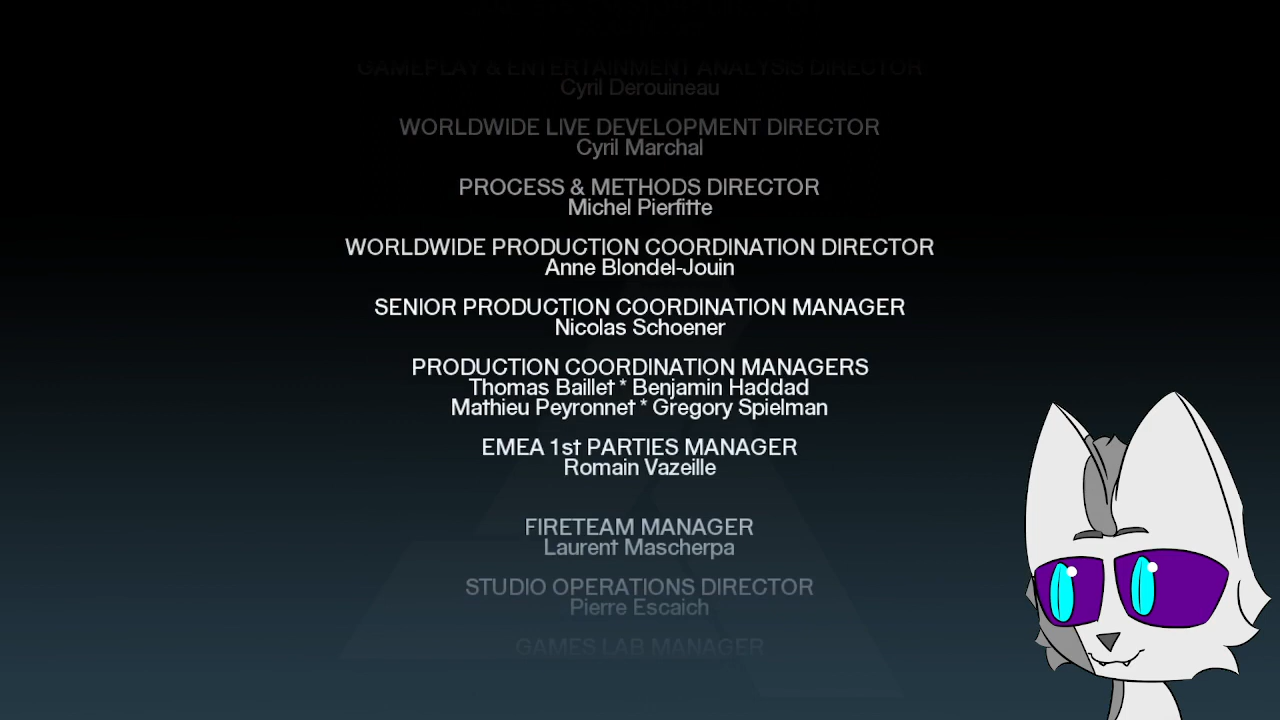 GAMEPLAY & ENTERTAINMENT ANALYSIS DIRECTOR
Cyril Derouineau
WORLDWIDE LIVE DEVELOPMENT DIRECTOR
Cyril Marchal
PROCESS & METHODS DIRECTOR
Michel Pierfitte
WORLDWIDE PRODUCTION COORDINATION DIRECTOR
Anne Blondel-Jouin
SENIOR PRODUCTION COORDINATION MANAGER
Nicolas Schoener
PRODUCTION COORDINATION MANAGERS
Thomas Baillet * Benjamin Haddad
Mathieu Peyronnet * Gregory Spielman
EMEA 1st PARTIES MANAGER
Romain Vazeille
FIRETEAM MANAGER
Laurent Mascherpa
STUDIO OPERATIONS DIRECTOR
Pierre Escaich
GAMES LAB MANAGER